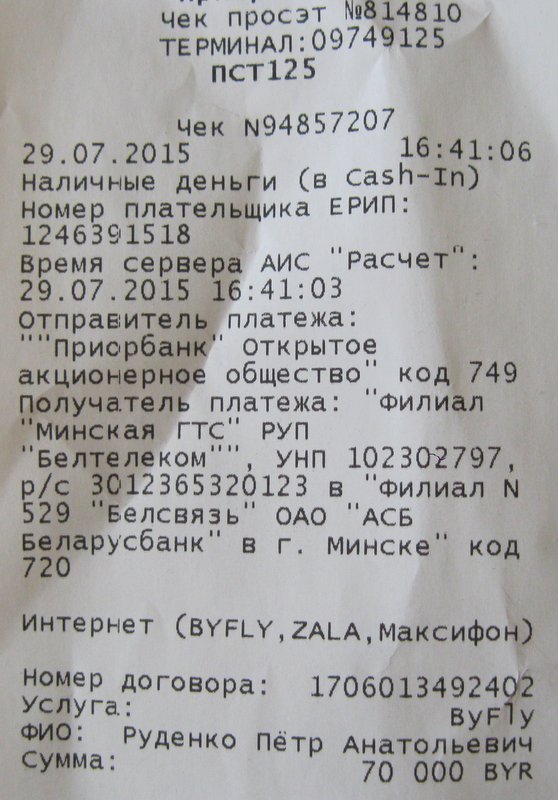 Чек просэт №814810
ТЕРМИНАЛ:09749125
ПСТ125
Чек N94857207
29.07.2015 16:41:06
Наличные деньги (в Cash-In)
Номер плательщика ЕРИП:
1246391518
Время сервера АИС "Расчет":
29.07.2015 16:41:03
Отправитель платежа:
""Приорбанк" Открытое
акционерное общество" код 749
Получатель платежа: "Филиал
"Минская ГТС" РУП
"Белтелеком"", УНП 102302797,
р/с 3012365320123 в "Филиал N
529 "Белсвязь" ОАО "АСБ
Беларусбанк" в г. Минске" код
720
Интернет (BYFLY,ZALA,Максифон)
Номер договора: 1706013492402
Услуга: ByFly
ФИО: Руденко Пётр Анатольевич
Сумма: 70 000 BYR